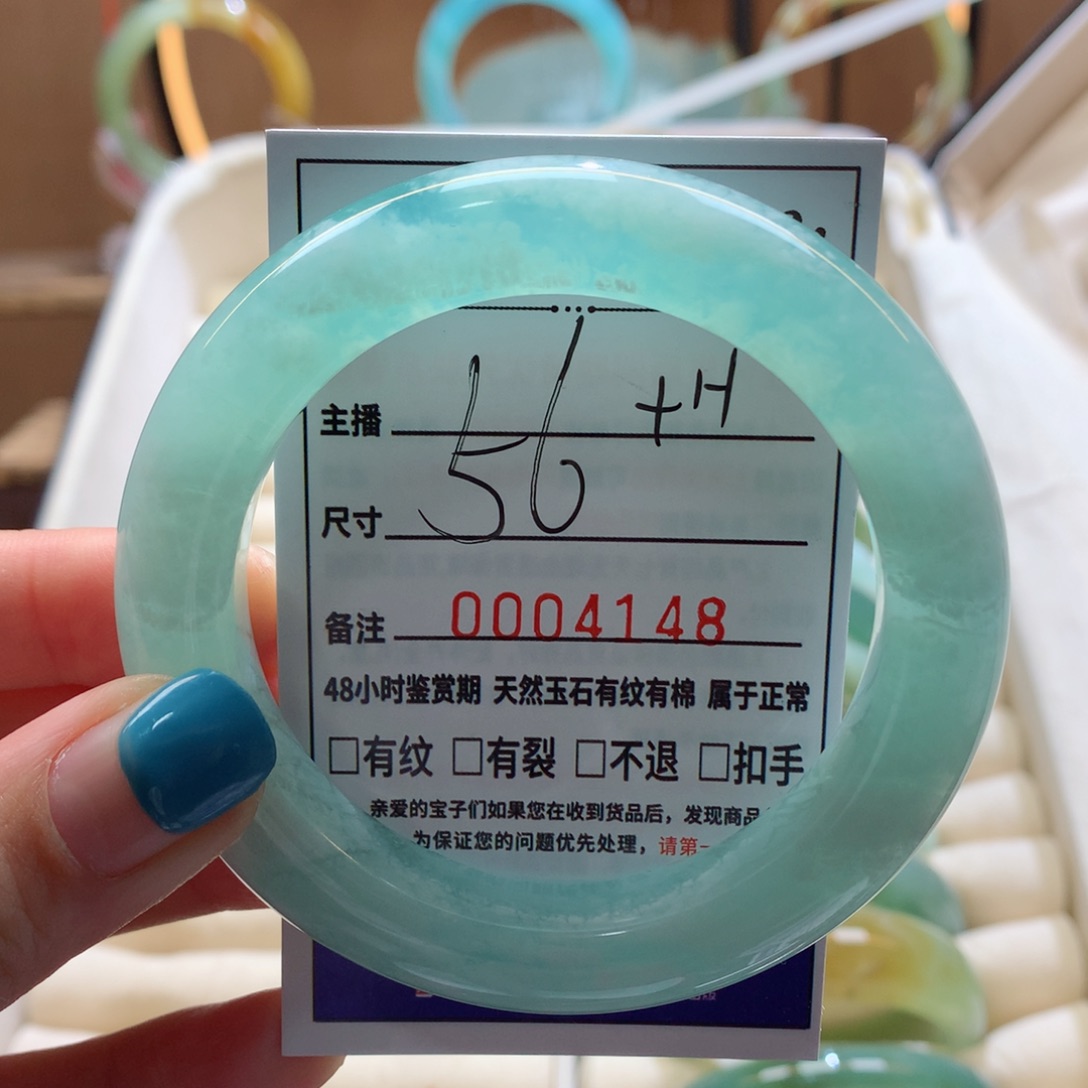 主播
56 +H
尺寸
备注 0004148
48小时鉴赏期 天然玉石有纹有棉 属于正常
□有纹 □有裂 □不退 □扣手
亲爱的宝子们如果您在收到货品后，发现商品
为保证您的问题优先处理，请第一